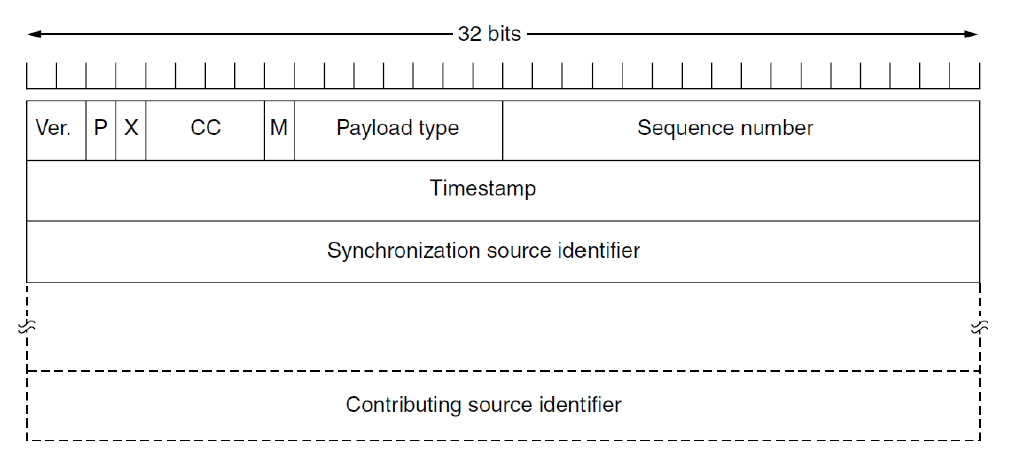 32 bits
Ver. P X CC M Payload type Sequence number
Timestamp
Synchronization source identifier
Contributing source identifier